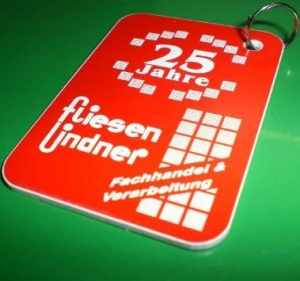 25
Jahre
fliesen
lindner
Fachhandel &
Verarbeitung